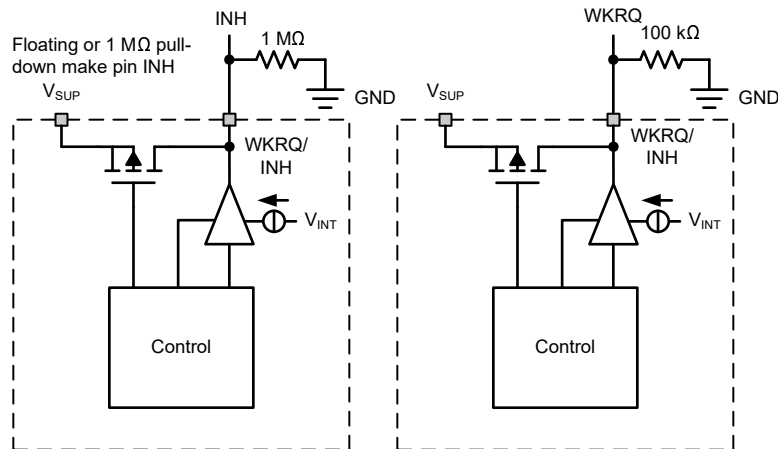 INH
Floating or 1 MΩ pull-
down make pin INH
1 MΩ
GND
VSUP
WKRQ/
INH
VINT
Control
WKRQ
100 kΩ
GND
VSUP
WKRQ/
INH
VINT
Control